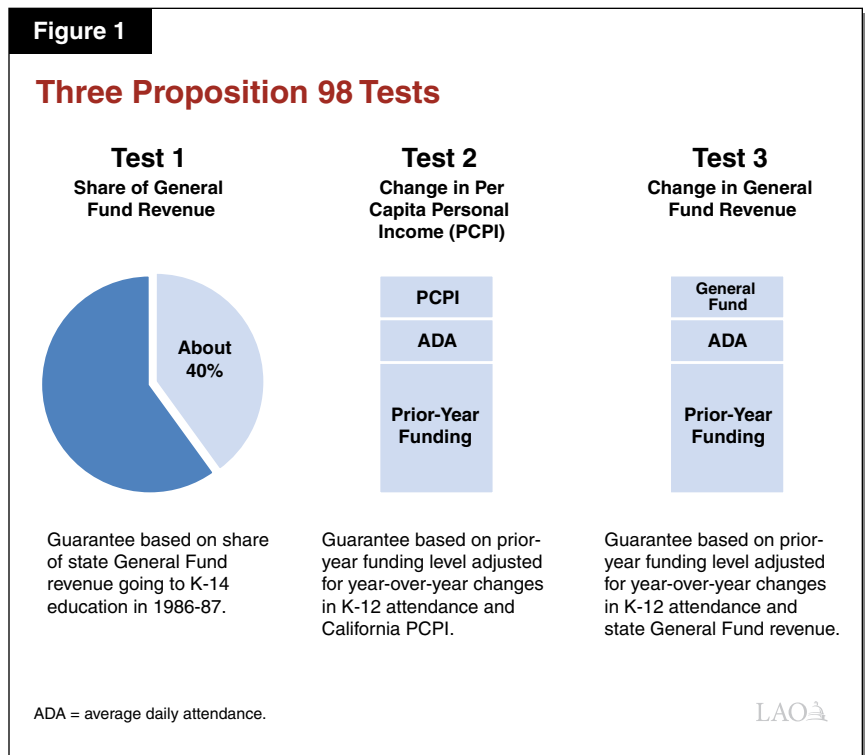 Figure 1
Three Proposition 98 Tests
Test 1
Share of General
Fund Revenue
About
40%
Guarantee based on share
of state General Fund
revenue going to K-14
education in 1986-87.
Test 2
Change in Per
Capita Personal
Income (PCPI)
PCPI
ADA
Prior-Year
Funding
Guarantee based on prior-
year funding level adjusted
for year-over-year changes
in K-12 attendance and
California PCPI.
Test 3
Change in General
Fund Revenue
General
Fund
ADA
Prior-Year
Funding
Guarantee based on prior-
year funding level adjusted
for year-over-year changes
in K-12 attendance and
state General Fund revenue.
ADA = average daily attendance.
LAO